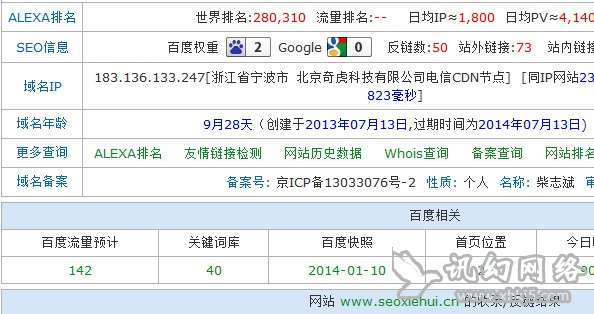 ALEXA排名 世界排名:280,310 流量排名:-- 日均IP≈1,800 日均PV≈4,140
SEO信息 百度权重 2 Google 0 反链数:50 站外链接:73 站内链
域名IP 183.136.133.247[浙江省宁波市 北京奇虎科技有限公司电信CDN节点] [同IP网站23
823毫秒]
域名年龄 9月28天 (创建于2013年07月13日,过期时间为2014年07月13日)
更多查询 ALEXA排名 友情链接检测 网站历史数据 Whois查询 备案查询 网站排名
域名备案 备案号: 京ICP备13033076号-2 性质: 个人 名称: 柴志斌 审
百度相关
百度流量预计 关键词库 百度快照 首页位置 今日
142 40 2014-01-10 2 90
讯幻网络
网站 www.seoxiehui.cn 的收录/反链结果